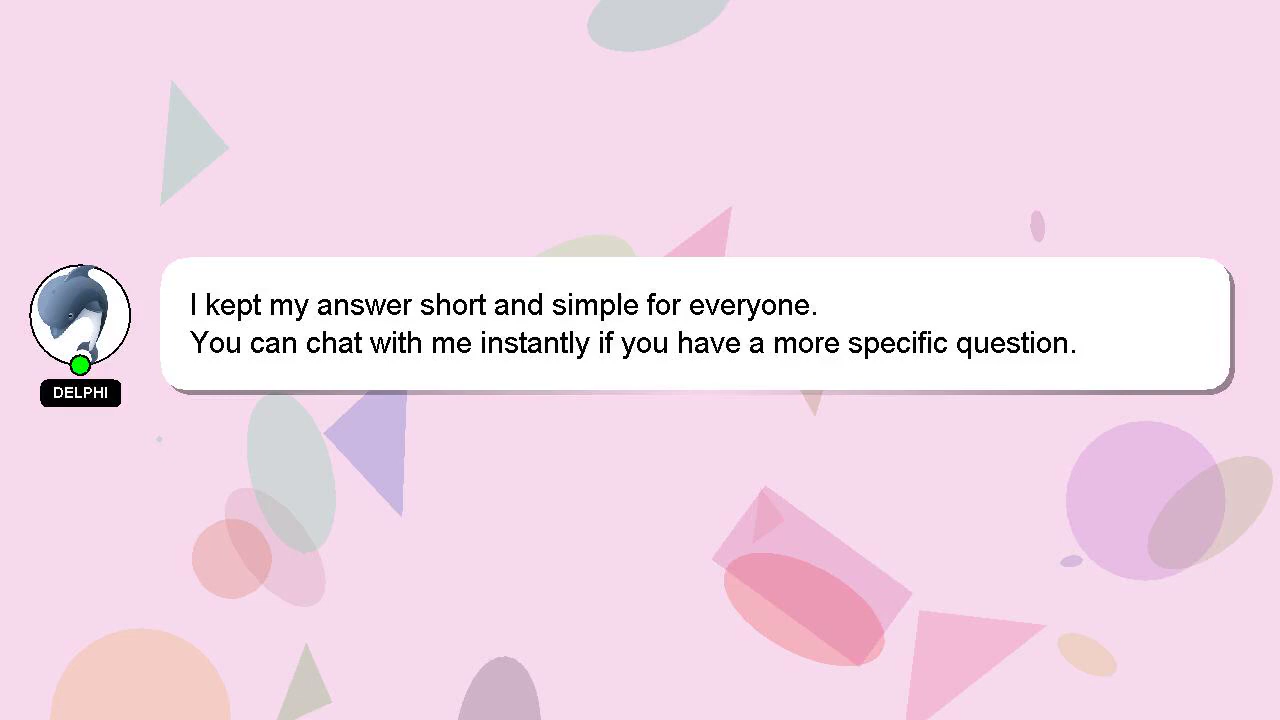 I kept my answer short and simple for everyone.
You can chat with me instantly if you have a more specific question.
DELPHI